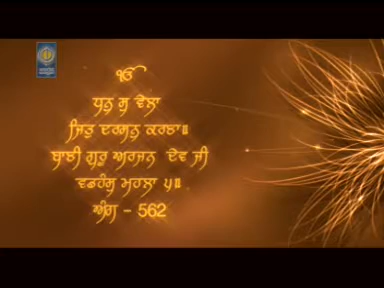 ੴ
ਧਨੁ ਸੁ ਵੇਲਾ
ਜਿਤੁ ਦਰਸਨੁ ਕਰਣਾ॥
ਬਾਣੀ ਗੁਰੂ ਅਰਜਨ ਦੇਵ ਜੀ
ਵਡਹੰਸੁ ਮਹਲਾ ੫॥
ਅੰਗ - 562